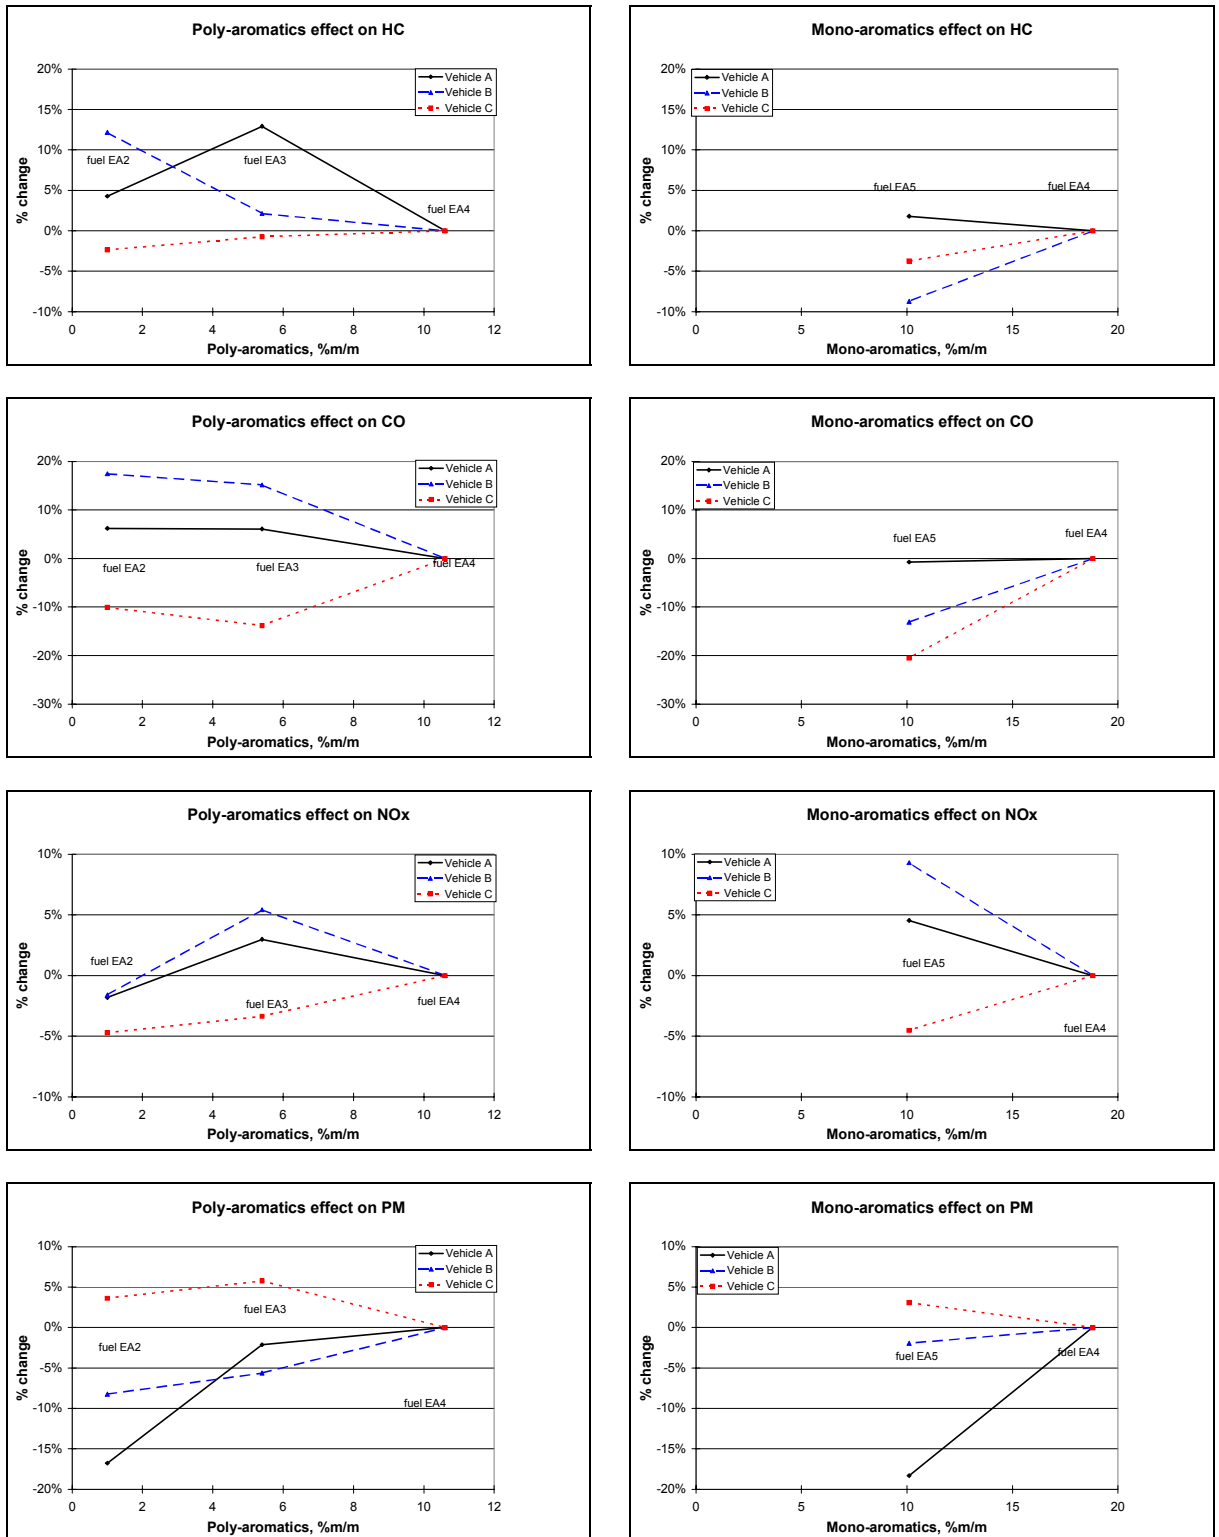 Poly-aromatics effect on HC
20%
15%
10%
5%
0%
-5%
-10%
% change
Vehicle A
Vehicle B
Vehicle C
fuel EA2
fuel EA3
fuel EA4
0 2 4 6 8 10 12
Poly-aromatics, %m/m
Mono-aromatics effect on HC
20%
15%
10%
5%
0%
-5%
-10%
% change
Vehicle A
Vehicle B
Vehicle C
fuel EA5
fuel EA4
0 5 10 15 20
Mono-aromatics, %m/m
Poly-aromatics effect on CO
20%
10%
0%
-10%
-20%
-30%
% change
Vehicle A
Vehicle B
Vehicle C
fuel EA2
fuel EA3
fuel EA4
0 2 4 6 8 10 12
Poly-aromatics, %m/m
Mono-aromatics effect on CO
20%
10%
0%
-10%
-20%
-30%
% change
Vehicle A
Vehicle B
Vehicle C
fuel EA5
fuel EA4
0 5 10 15 20
Mono-aromatics, %m/m
Poly-aromatics effect on NOx
10%
5%
0%
-5%
-10%
% change
Vehicle A
Vehicle B
Vehicle C
fuel EA2
fuel EA3
fuel EA4
0 2 4 6 8 10 12
Poly-aromatics, %m/m
Mono-aromatics effect on NOx
10%
5%
0%
-5%
-10%
% change
Vehicle A
Vehicle B
Vehicle C
fuel EA5
fuel EA4
0 5 10 15 20
Mono-aromatics, %m/m
Poly-aromatics effect on PM
10%
5%
0%
-5%
-10%
-15%
-20%
% change
Vehicle A
Vehicle B
Vehicle C
fuel EA3
fuel EA2
fuel EA4
0 2 4 6 8 10 12
Poly-aromatics, %m/m
Mono-aromatics effect on PM
10%
5%
0%
-5%
-10%
-15%
-20%
% change
Vehicle A
Vehicle B
Vehicle C
fuel EA5
fuel EA4
0 5 10 15 20
Mono-aromatics, %m/m